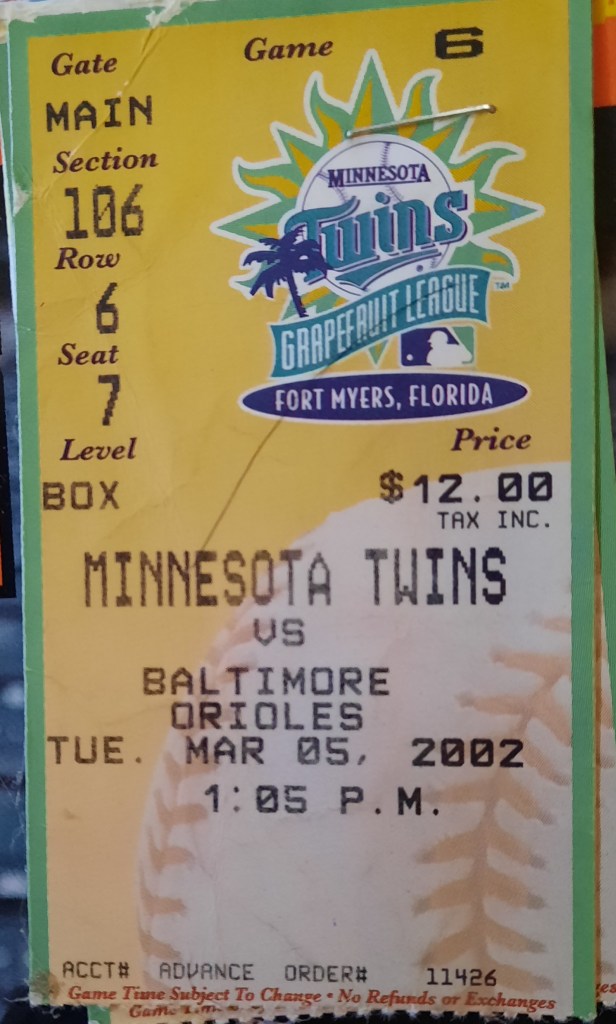 Gate
Game 6
MAIN
Section
106
Row
6
Seat
7
Level
BOX
MINNESOTA
Twins
GRAPEFRUIT LEAGUE
TM
FORT MYERS, FLORIDA
Price
$12.00
TAX INC.
MINNESOTA TWINS
VS
BALTIMORE
ORIOLES
TUE. MAR 05, 2002
1:05 P.M.
ACCT# ADVANCE ORDER# 11426
Game Time Subject To Change • No Refunds or Exchanges